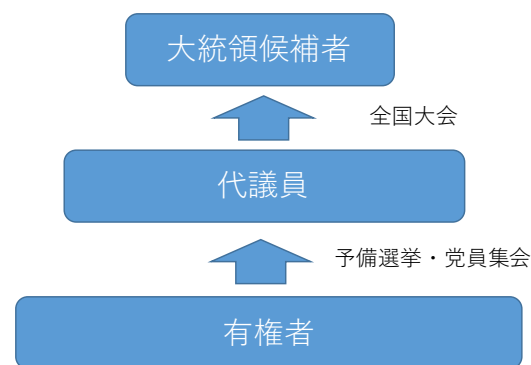 大統領候補者
全国大会
代議員
予備選挙・党員集会
有権者